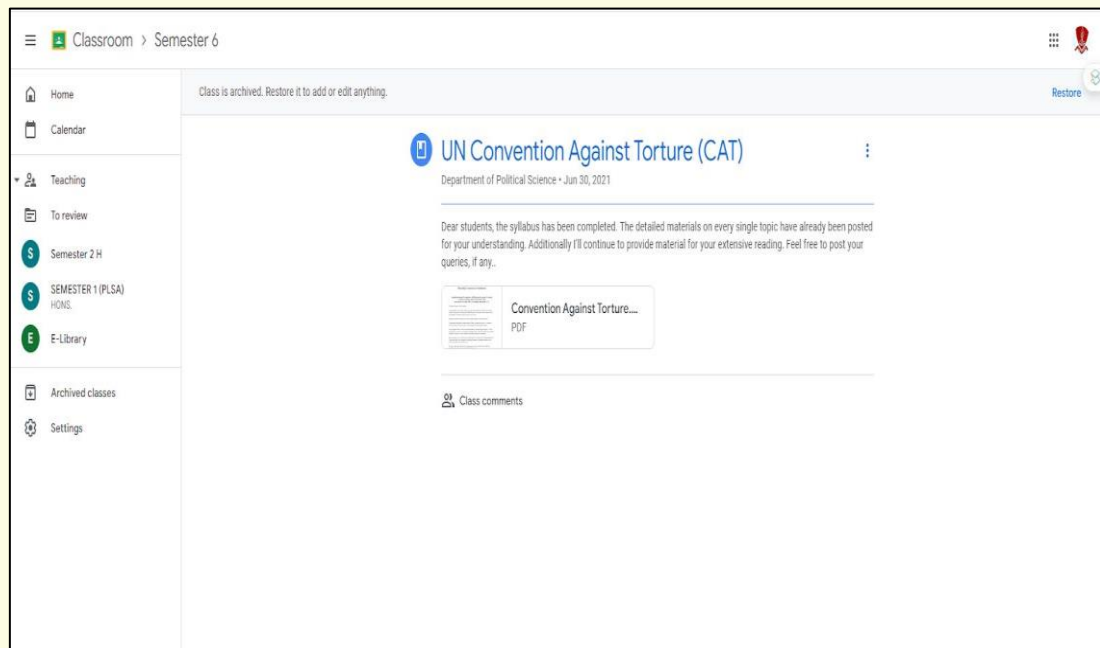 Classroom > Semester 6
Home
Class is archived. Restore it to add or edit anything.
Restore
Calendar
UN Convention Against Torture (CAT)
Department of Political Science • Jun 30, 2021
Teaching
To review
Dear students, the syllabus has been completed. The detailed materials on every single topic have already been posted
for your understanding. Additionally I'll continue to provide material for your extensive reading. Feel free to post your
queries, if any..
S
Semester 2 H
S
SEMESTER 1 (PLSA)
HONS.
E
E-Library
Convention Against Torture....
PDF
Archived classes
Settings
Class comments